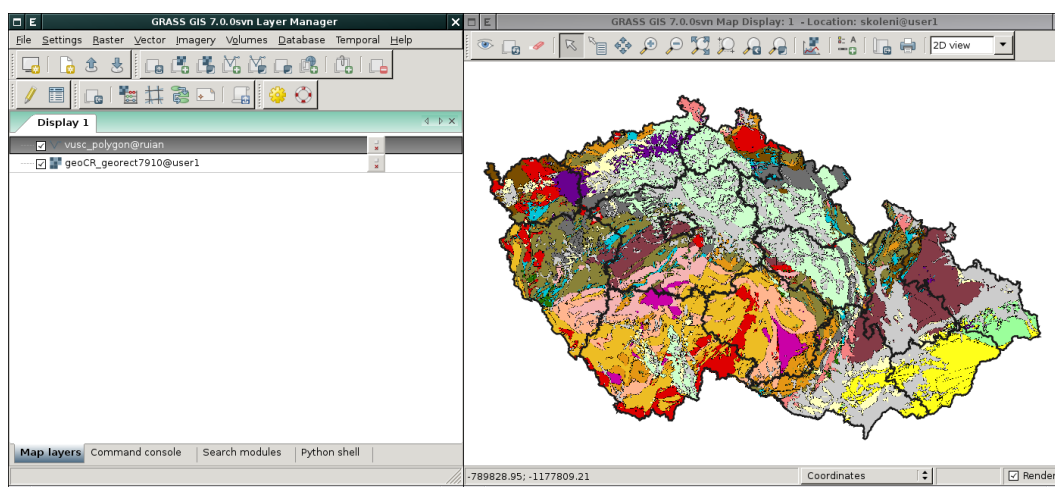 GRASS GIS 7.0.0svn Layer Manager
File Settings Raster Vector Imagery Volumes Database Temporal Help
Display 1
vusc_polygon@ruian
geoCR_georect7910@user1
Map layers Command console Search modules Python shell
GRASS GIS 7.0.0svn Map Display: 1 - Location: skoleni@user1
2D view
-789828.95; -1177809.21
Coordinates
Render